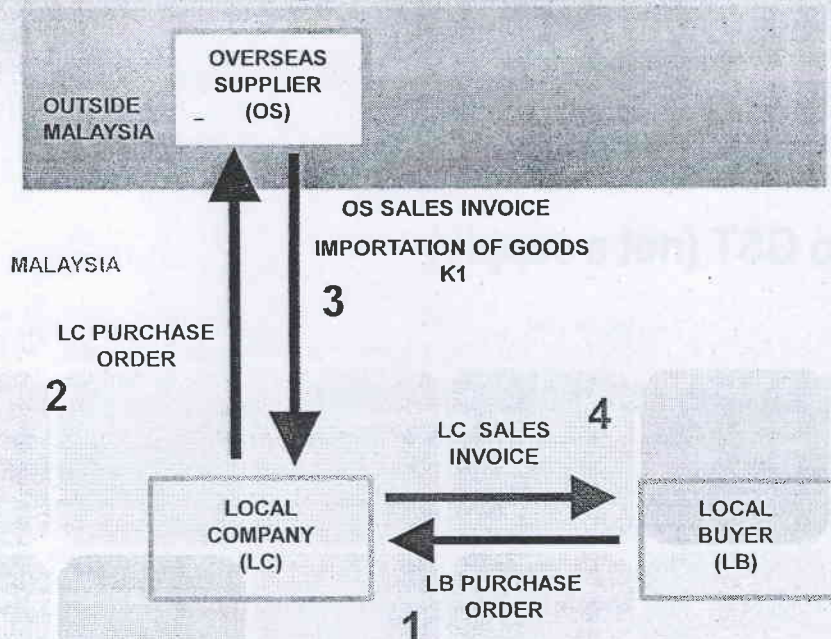 OVERSEAS
SUPPLIER
(OS)
OUTSIDE
MALAYSIA
OS SALES INVOICE
IMPORTATION OF GOODS
K1
MALAYSIA
3
LC PURCHASE
ORDER
2
4
LC SALES
INVOICE
LOCAL
COMPANY
(LC)
LOCAL
BUYER
(LB)
LB PURCHASE
ORDER
1